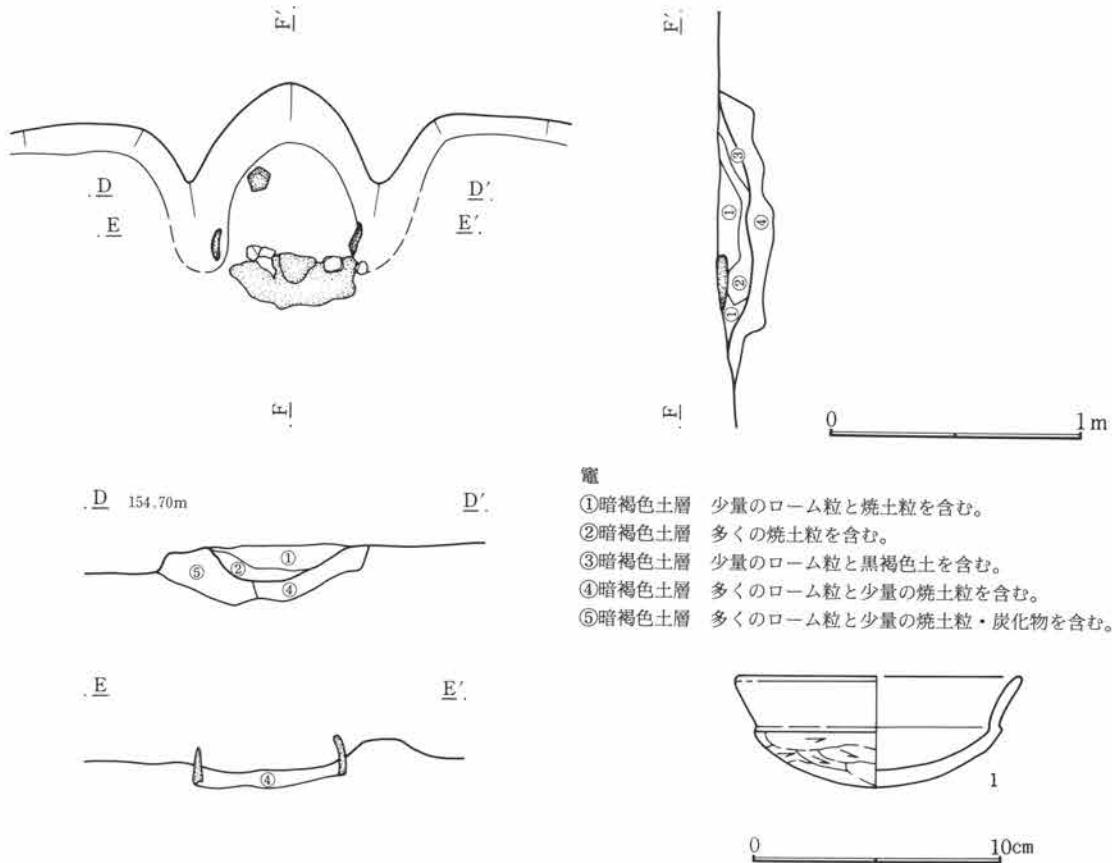 F′
F′
D
D′
E
E′
F
F
0 1m
D 154.70m D′
竈
①暗褐色土層 少量のローム粒と焼土粒を含む。
②暗褐色土層 多くの焼土粒を含む。
③暗褐色土層 少量のローム粒と黒褐色土を含む。
④暗褐色土層 多くのローム粒と少量の焼土粒を含む。
⑤暗褐色土層 多くのローム粒と少量の焼土粒・炭化物を含む。
③
①
④
②
①
①
②
⑤
④
E E′
④
1
0 10cm